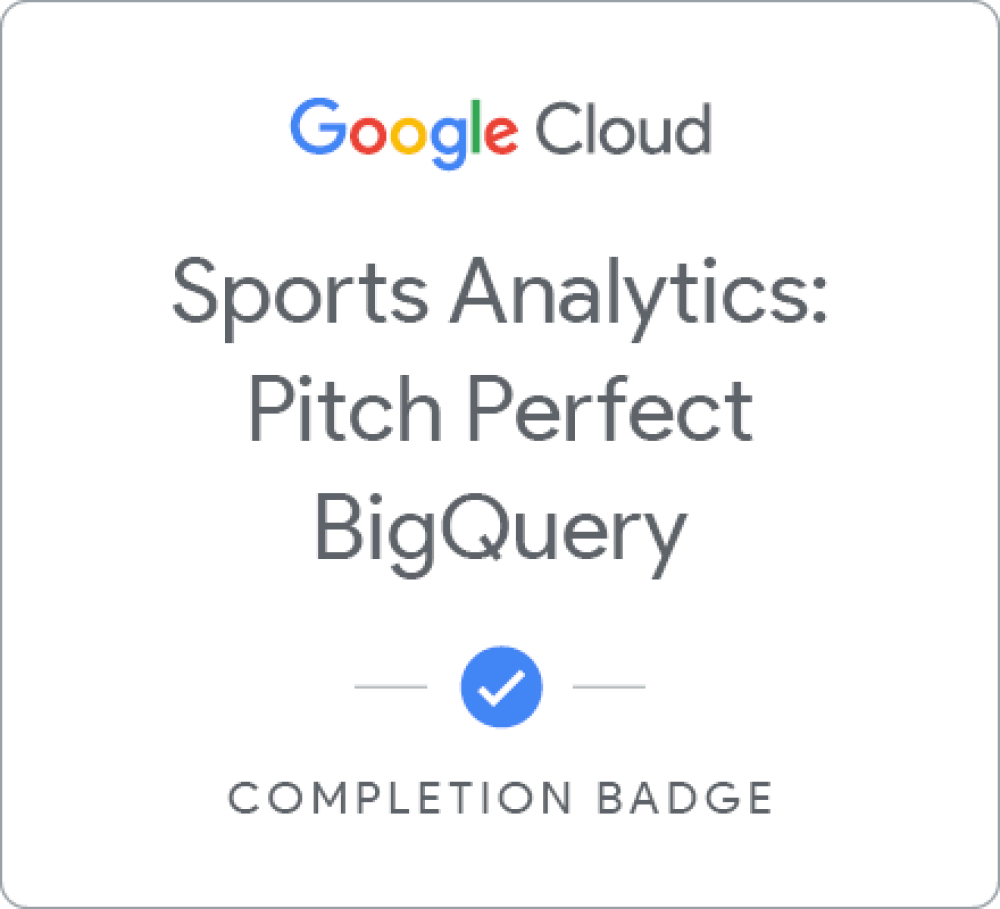 Google Cloud
Sports Analytics:
Pitch Perfect
BigQuery
COMPLETION BADGE